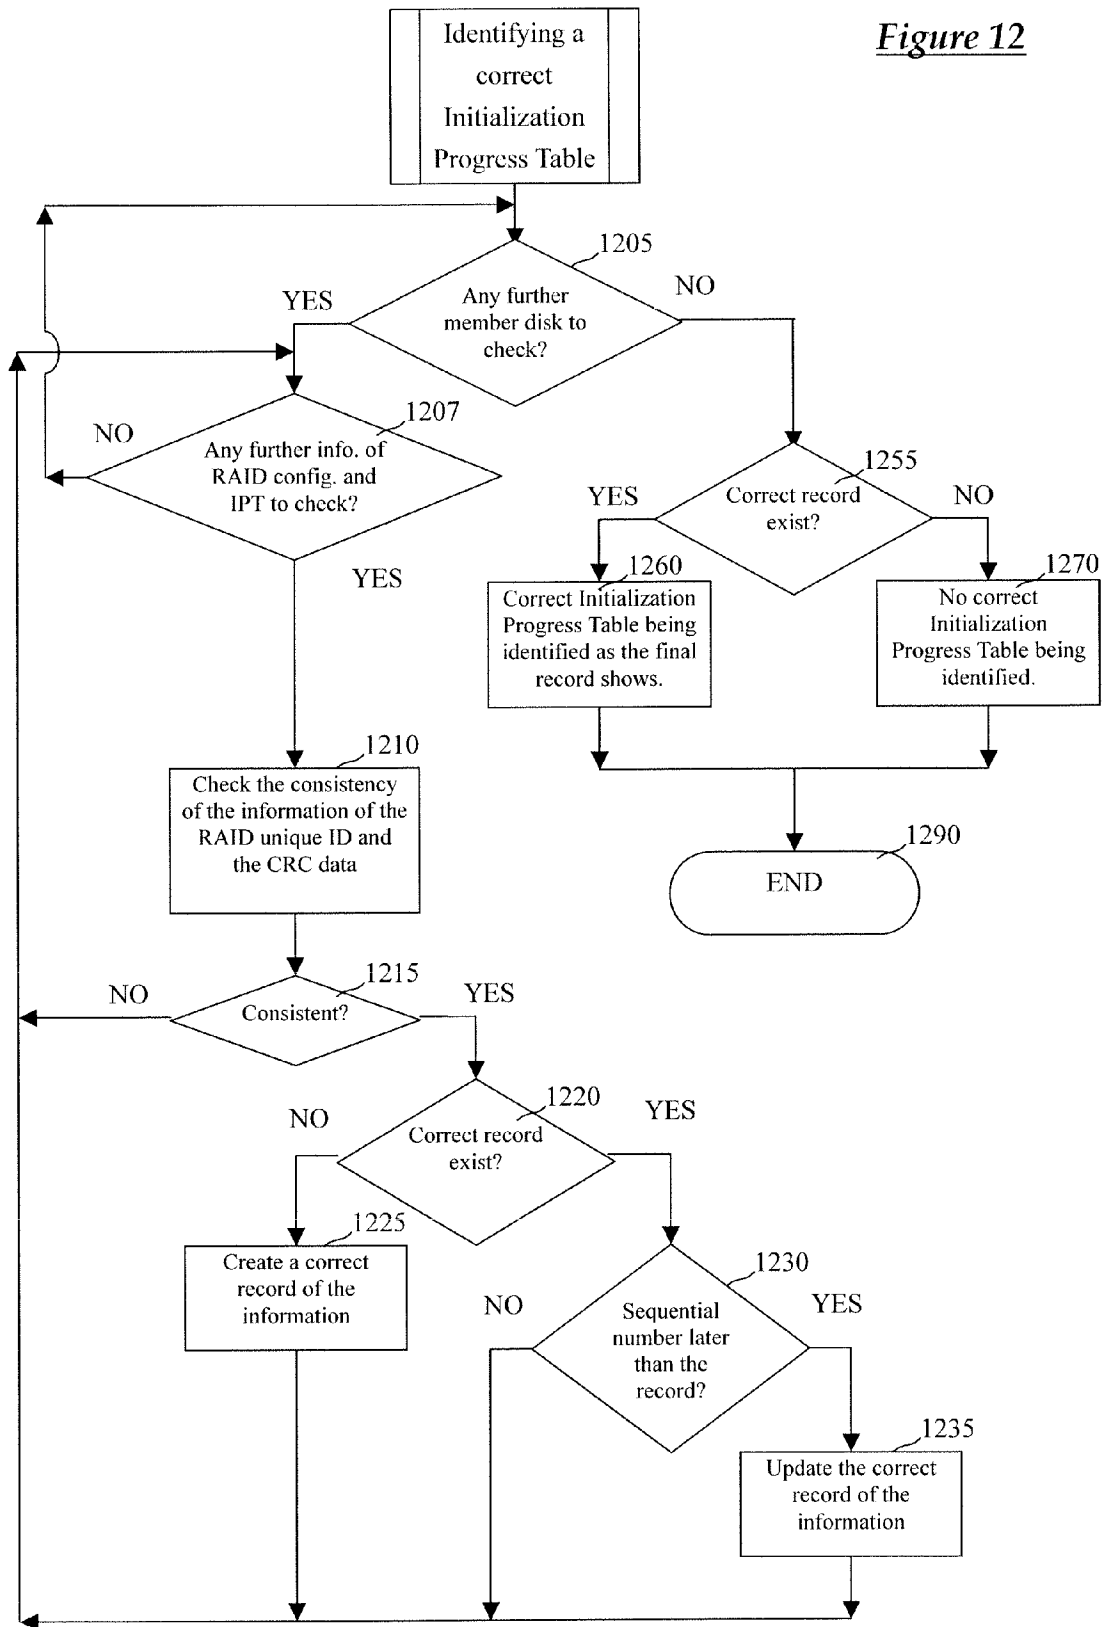 Figure 12
Identifying a
correct
Initialization
Progress Table
1205
YES
NO
Any further
member disk to
check?
1207
NO
Any further info. of
RAID config. and
IPT to check?
YES
1255
YES
NO
Correct record
exist?
1260
Correct Initialization
Progress Table being
identified as the final
record shows.
1270
No correct
Initialization
Progress Table being
identified.
1210
Check the consistency
of the information of the
RAID unique ID and
the CRC data
1290
END
1215
NO
YES
Consistent?
1220
NO
YES
Correct record
exist?
1225
Create a correct
record of the
information
1230
NO
YES
Sequential
number later
than the
record?
1235
Update the correct
record of the
information